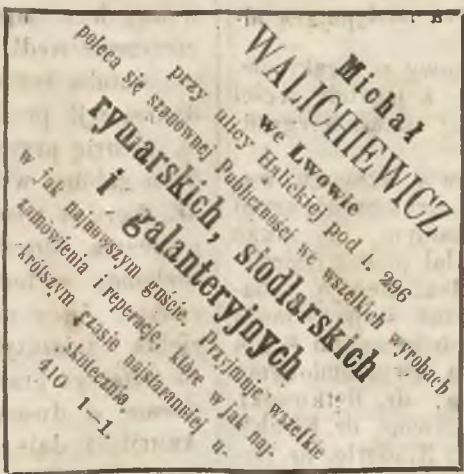 Michał
WALICHIEWICZ
we Lwowie
przy ulicy Halickiej pod l. 296
poleca się szanownej Publiczności we wszelkich wyrobach
rymarskich, siodlarskich
i galanteryjnych
w jak najnowszym guście. Przyjmuje wszelkie
zamówienia i reperacje, które w jak naj-
krótszym czasie najstaranniej u-
skutecznia
410 1—1